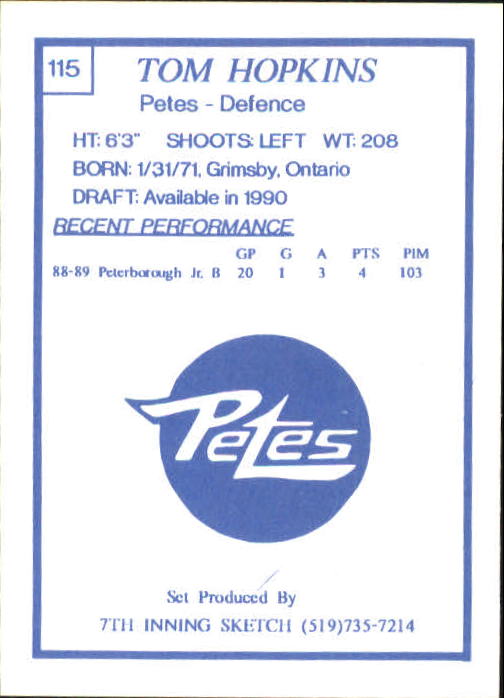 115
TOM HOPKINS
Petes - Defence
HT: 6'3" SHOOTS: LEFT WT: 208
BORN: 1/31/71, Grimsby, Ontario
DRAFT: Available in 1990
RECENT PERFORMANCE
GP G A PTS PIM
88-89 Peterborough Jr. B 20 1 3 4 103
Petes
Set Produced By
7TH INNING SKETCH (519)735-7214